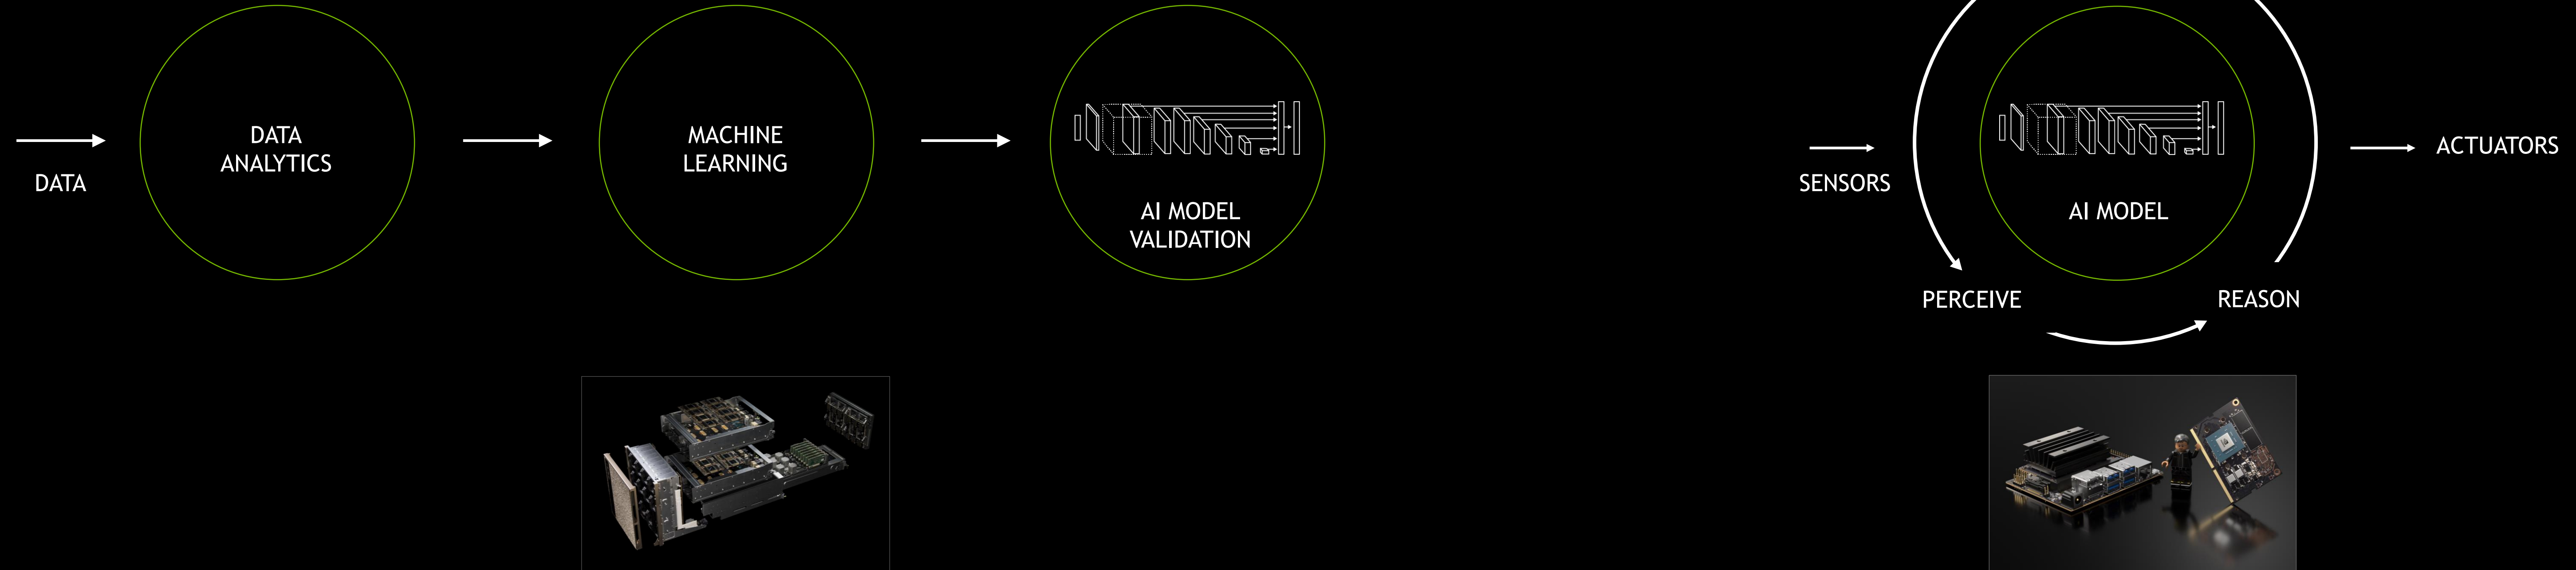 DATA
DATA
ANALYTICS
MACHINE
LEARNING
AI MODEL
VALIDATION
SENSORS
AI MODEL
PERCEIVE
REASON
ACTUATORS